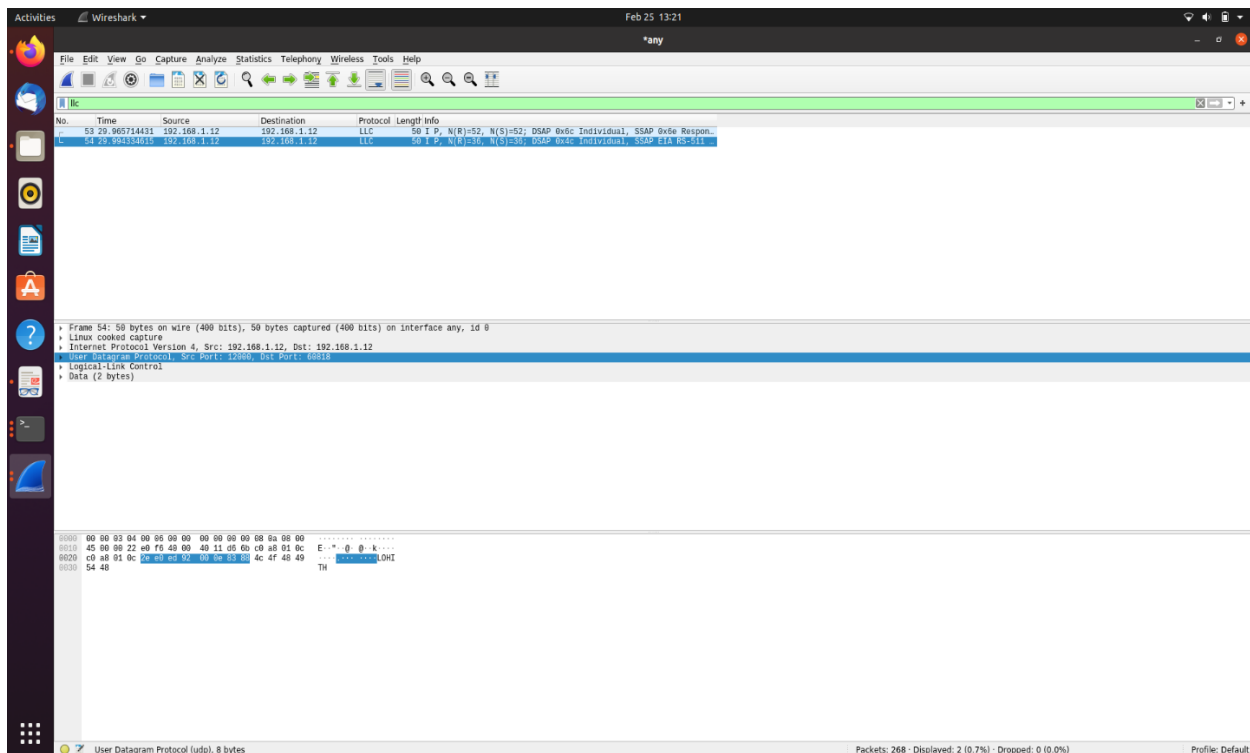 Activities Wireshark Feb 25 13:21
*any
File Edit View Go Capture Analyze Statistics Telephony Wireless Tools Help
llc
No. Time Source Destination Protocol Length Info
53 29.965714431 192.168.1.12 192.168.1.12 LLC 50 I P, N(R)=52, N(S)=52; DSAP 0x6c Individual, SSAP 0x6e Respon…
54 29.994334615 192.168.1.12 192.168.1.12 LLC 50 I P, N(R)=36, N(S)=36; DSAP 0x4c Individual, SSAP EIA RS-511 …
Frame 54: 50 bytes on wire (400 bits), 50 bytes captured (400 bits) on interface any, id 0
Linux cooked capture
Internet Protocol Version 4, Src: 192.168.1.12, Dst: 192.168.1.12
User Datagram Protocol, Src Port: 12000, Dst Port: 60818
Logical-Link Control
Data (2 bytes)
0000 00 00 03 04 00 06 00 00 00 00 00 00 08 0a 08 00 ········ ········
0010 45 00 00 22 e0 f6 40 00 40 11 d6 6b c0 a8 01 0c E··"··@· @··k····
0020 c0 a8 01 0c 2e e0 ed 92 00 0e 83 88 4c 4f 48 49 ····.··· ····LOHI
0030 54 48 TH
User Datagram Protocol (udp), 8 bytes Packets: 268 · Displayed: 2 (0.7%) · Dropped: 0 (0.0%) Profile: Default